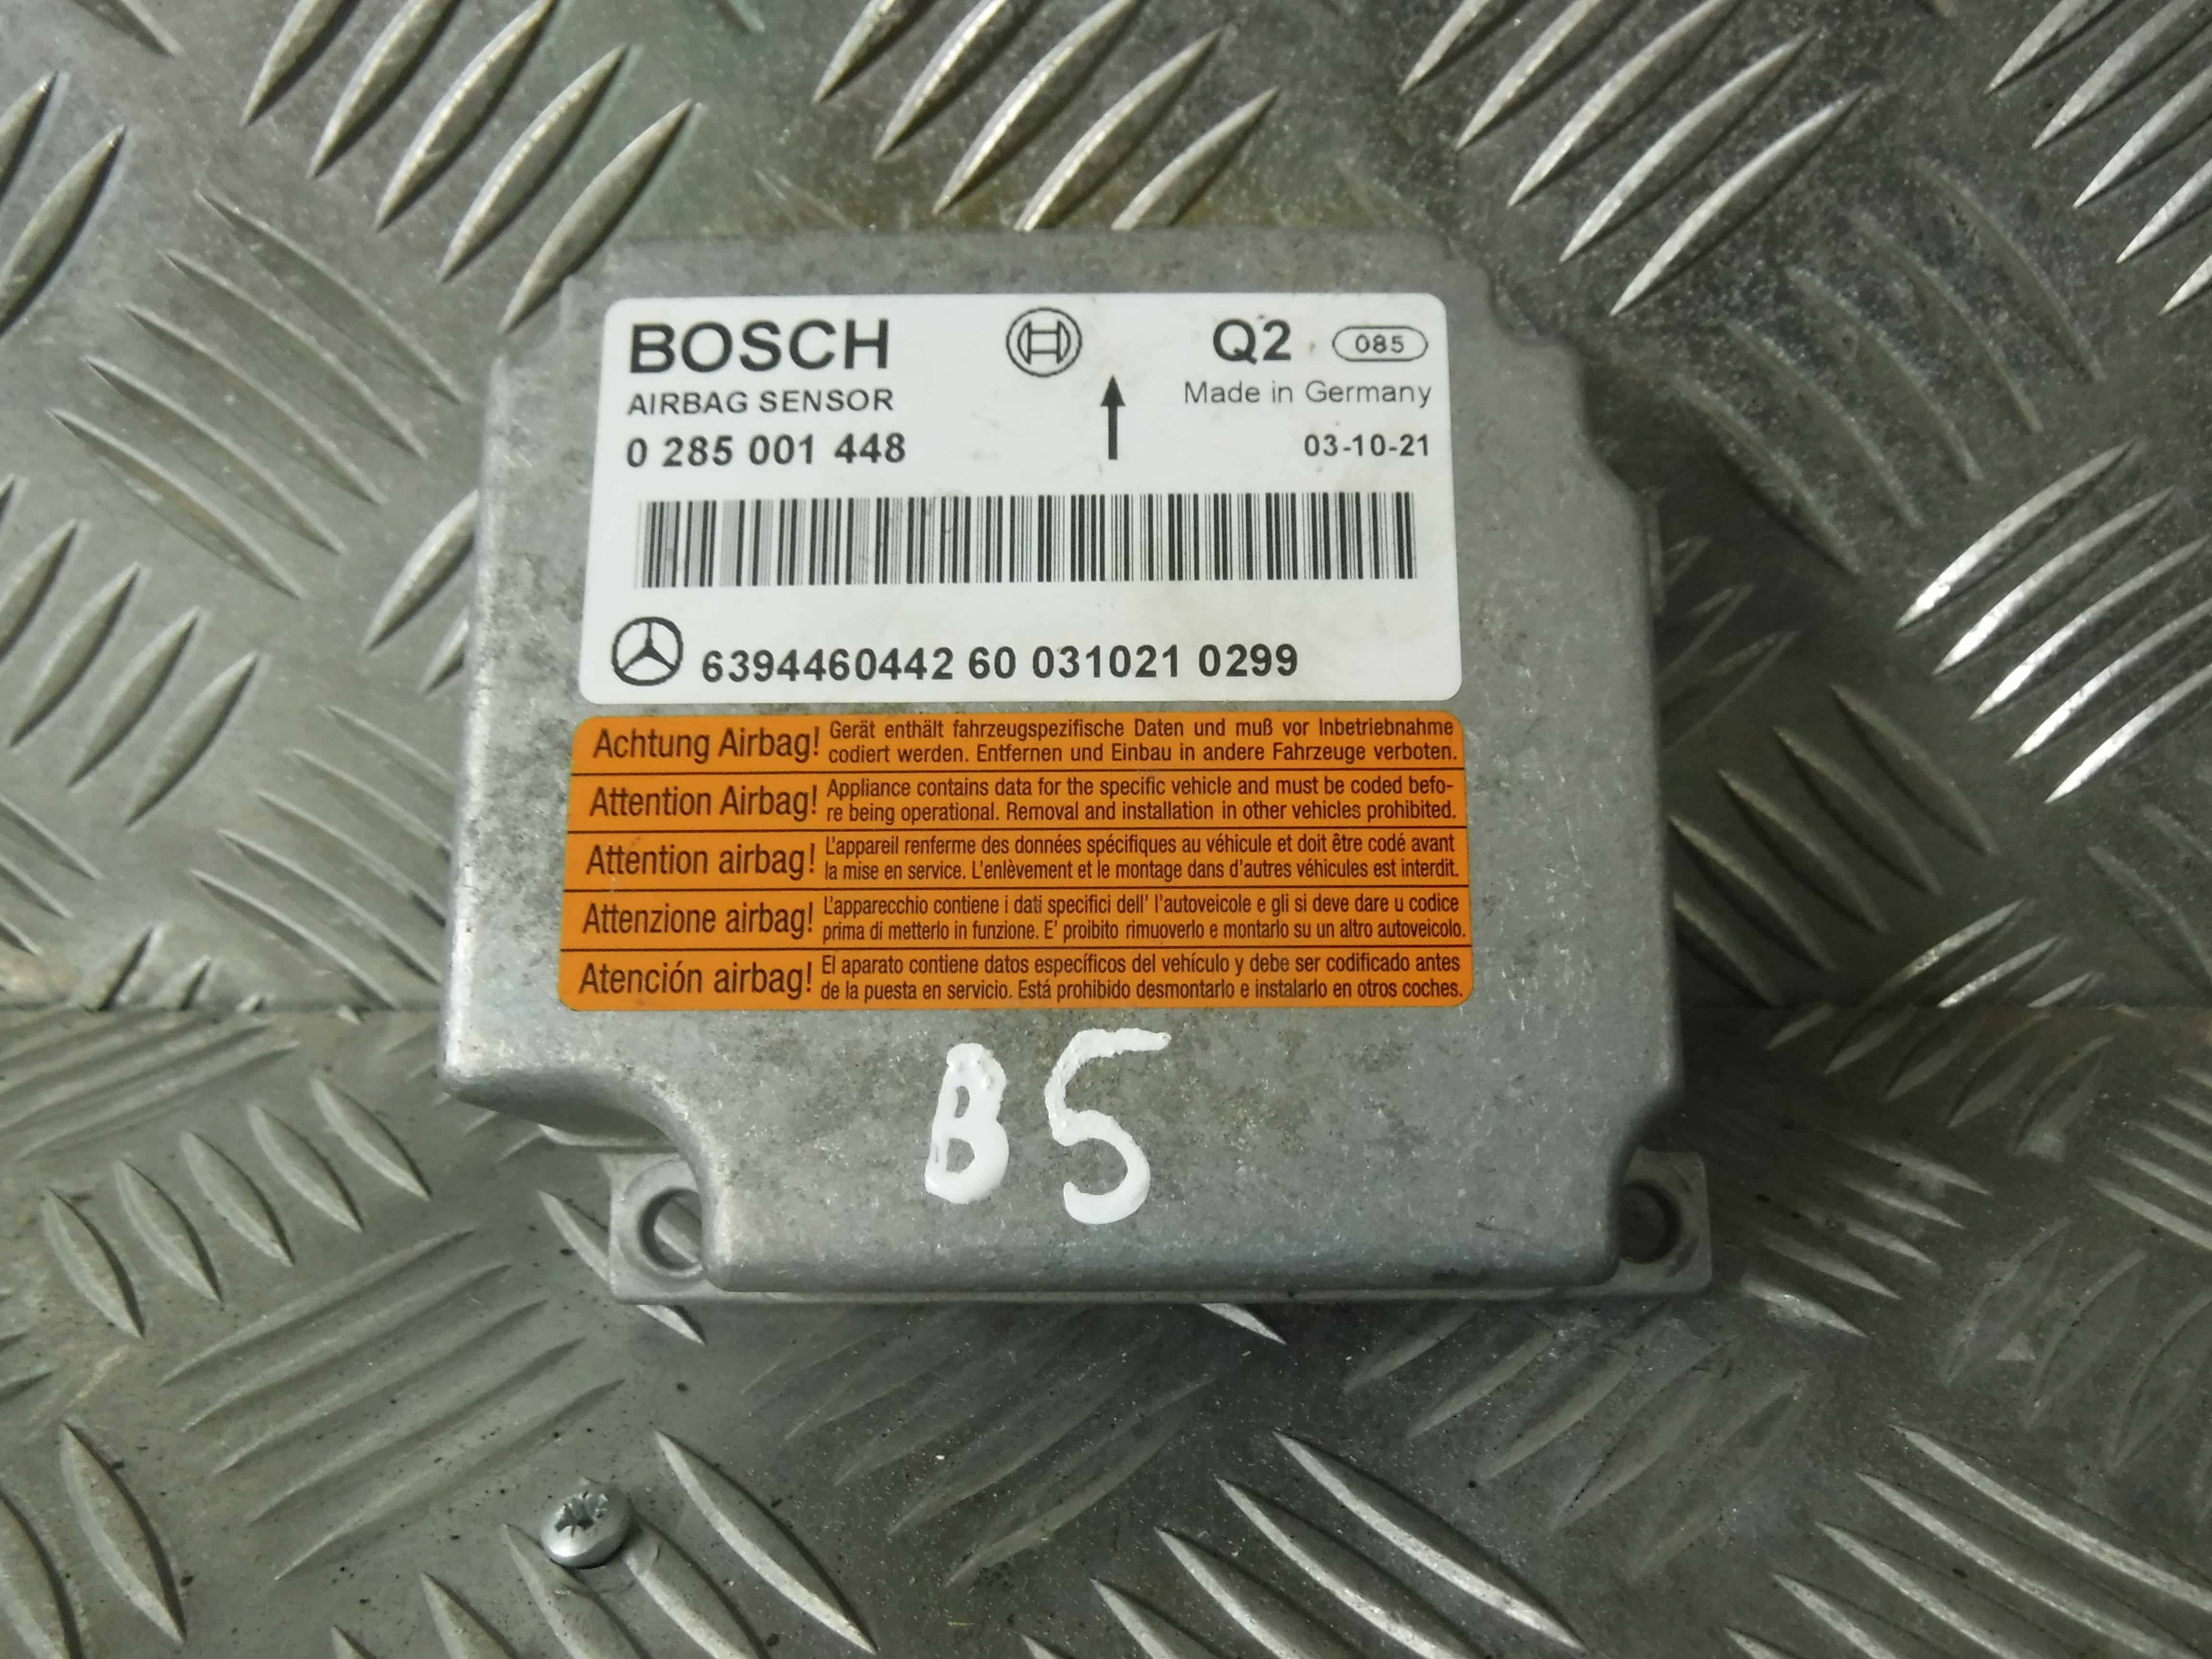 BOSCH
Q2 085
AIRBAG SENSOR
Made in Germany
0 285 001 448
03-10-21
6394460442 60 031021 0299
Achtung Airbag! Gerät enthält fahrzeugspezifische Daten und muß vor Inbetriebnahme
codiert werden. Entfernen und Einbau in andere Fahrzeuge verboten.
Attention Airbag! Appliance contains data for the specific vehicle and must be coded befo-
re being operational. Removal and installation in other vehicles prohibited.
Attention airbag! L'appareil renferme des données spécifiques au véhicule et doit être codé avant
la mise en service. L'enlèvement et le montage dans d'autres véhicules est interdit.
Attenzione airbag! L'apparecchio contiene i dati specifici dell' l'autoveicole e gli si deve dare u codice
prima di metterlo in funzione. E' proibito rimuoverlo e montarlo su un altro autoveicolo.
Atención airbag! El aparato contiene datos específicos del vehículo y debe ser codificado antes
de la puesta en servicio. Está prohibido desmontarlo e instalarlo en otros coches.
B5